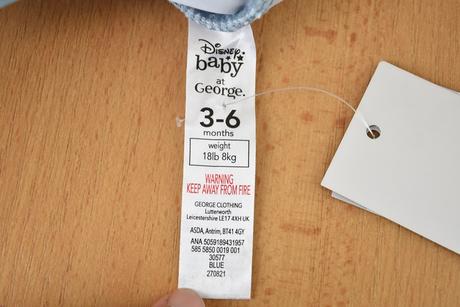 Disney
baby
at
George.
3-6
months
weight
18lb 8kg
WARNING
KEEP AWAY FROM FIRE
GEORGE CLOTHING
Lutterworth
Leicestershire LE17 4XH UK
ASDA, Antrim, BT41 4GY
ANA 5059189431957
585 5850 0019 001
30577
BLUE
270821